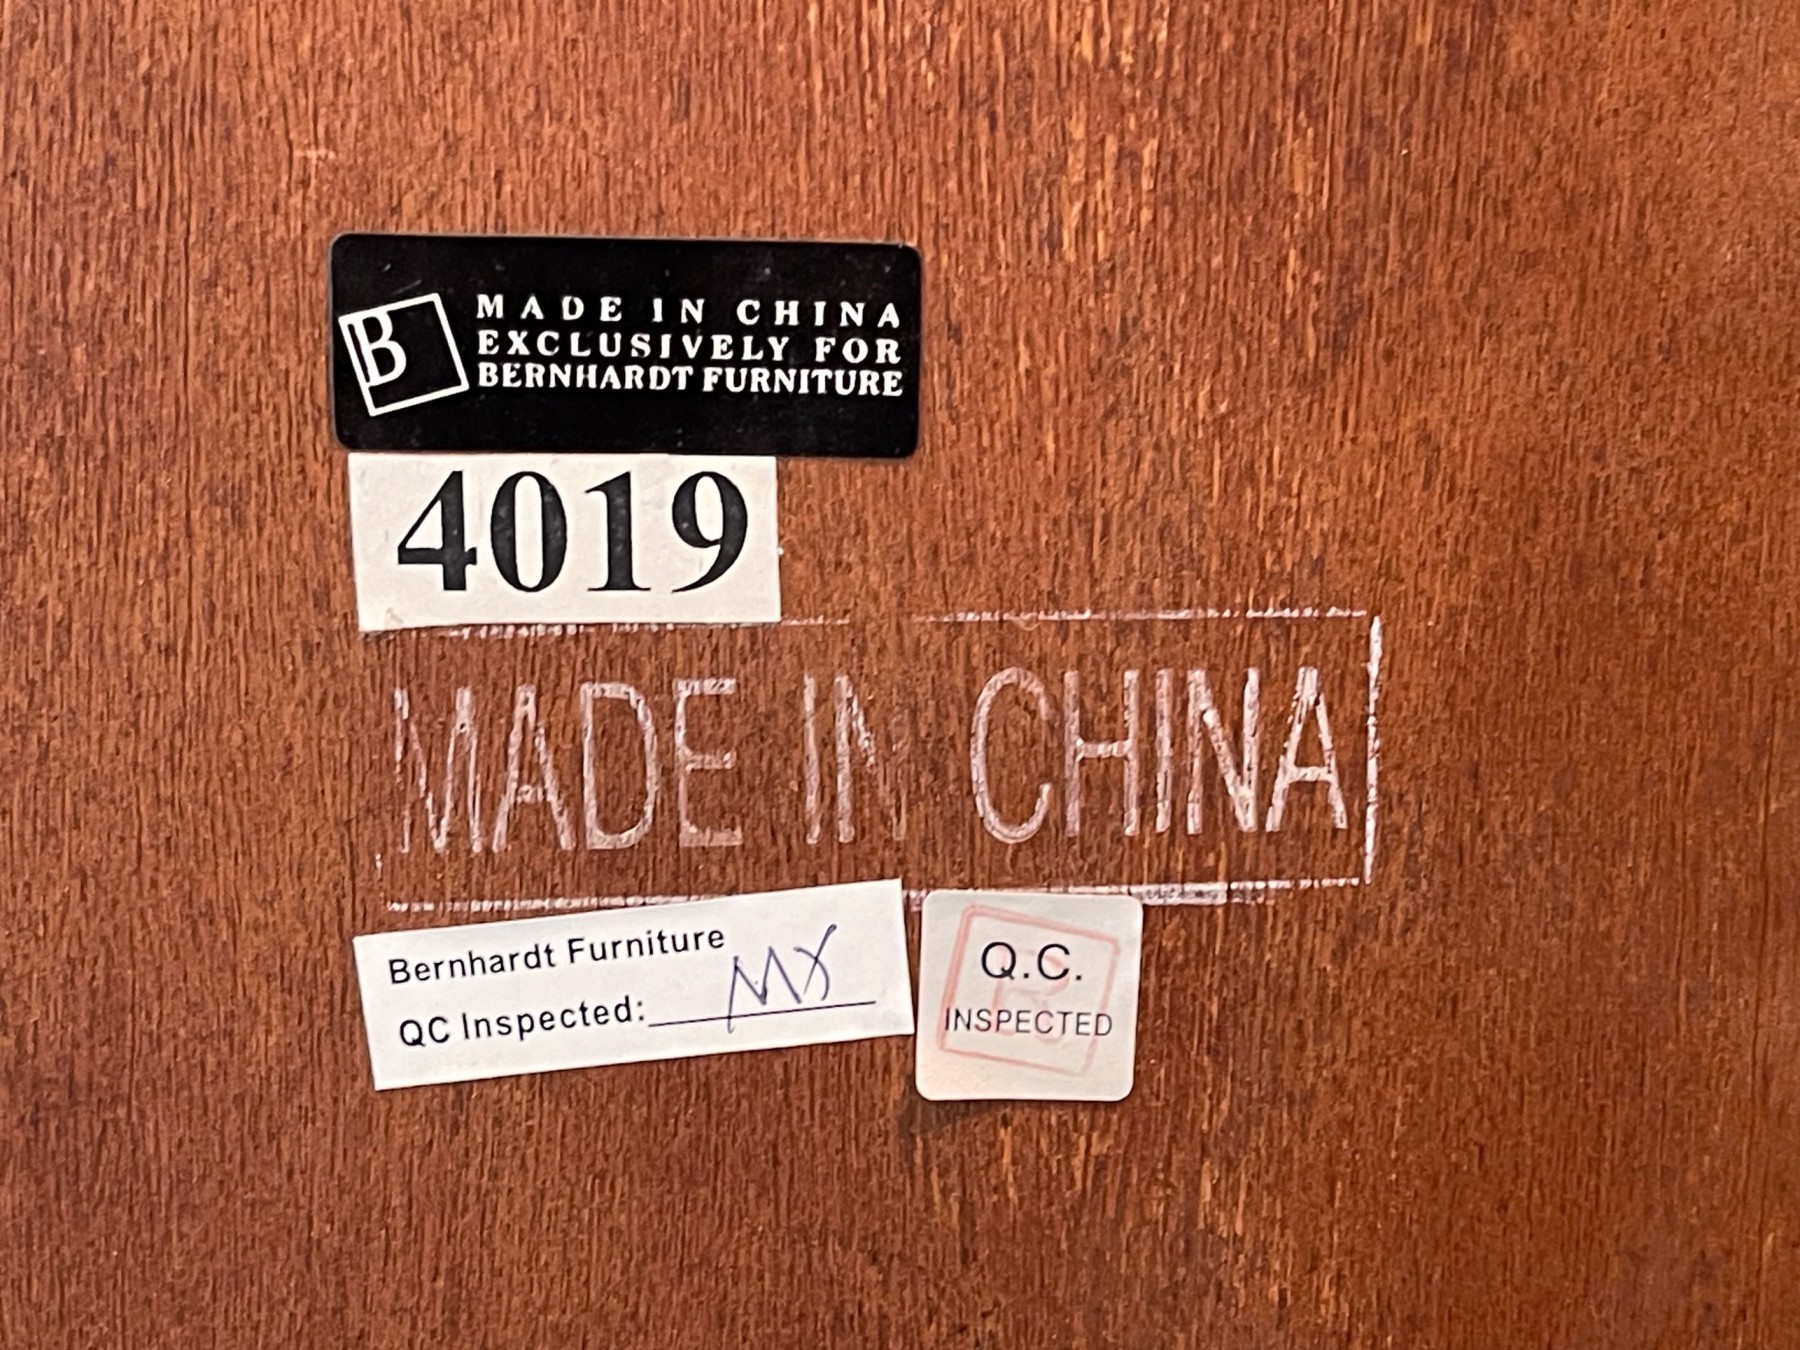 B
MADE IN CHINA
EXCLUSIVELY FOR
BERNHARDT FURNITURE
4019
MADE IN CHINA
Bernhardt Furniture
QC Inspected: MX
B
Q.C.
INSPECTED